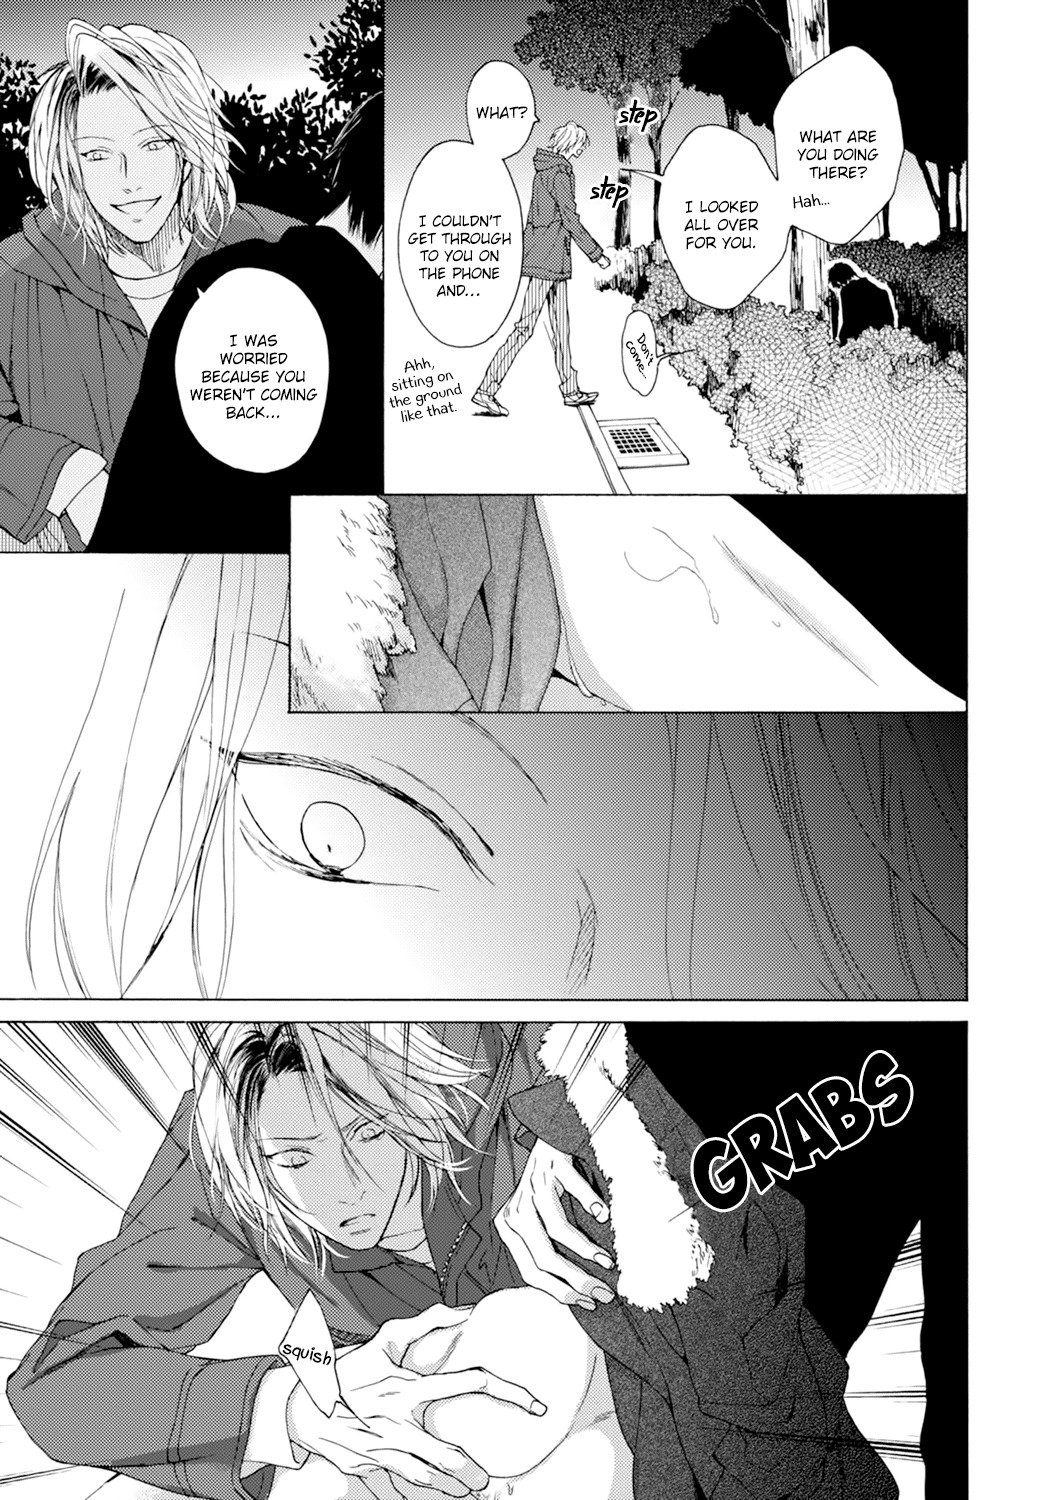 WHAT ARE
YOU DOING
THERE?
Hah...
I LOOKED
ALL OVER
FOR YOU.
step
step
Don't
come...
WHAT?
I COULDN'T
GET THROUGH
TO YOU ON
THE PHONE
AND...
Ahh,
sitting on
the ground
like that.
I WAS
WORRIED
BECAUSE YOU
WEREN'T COMING
BACK...
GRABS
squish